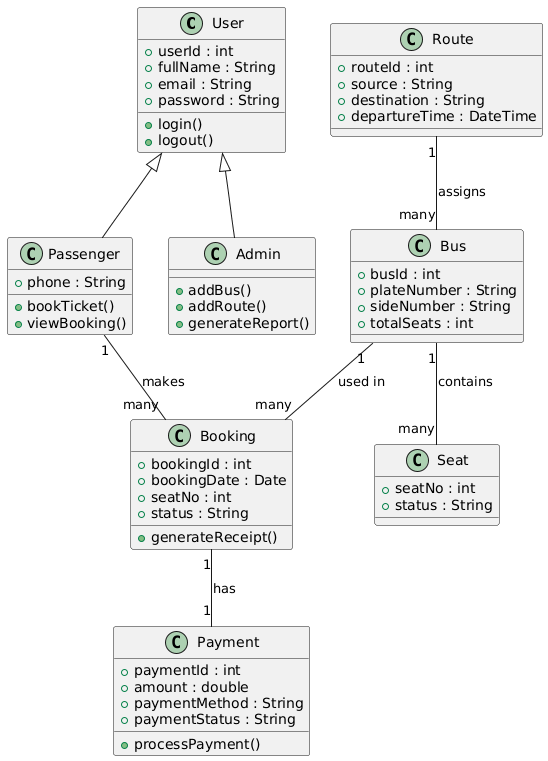 C User
+ userId : int
+ fullName : String
+ email : String
+ password : String
+ login()
+ logout()
C Route
+ routeId : int
+ source : String
+ destination : String
+ departureTime : DateTime
1
assigns
many
C Passenger
+ phone : String
+ bookTicket()
+ viewBooking()
C Admin
+ addBus()
+ addRoute()
+ generateReport()
C Bus
+ busId : int
+ plateNumber : String
+ sideNumber : String
+ totalSeats : int
1
makes
many
1
used in
many
1
contains
many
C Booking
+ bookingId : int
+ bookingDate : Date
+ seatNo : int
+ status : String
+ generateReceipt()
C Seat
+ seatNo : int
+ status : String
1
has
1
C Payment
+ paymentId : int
+ amount : double
+ paymentMethod : String
+ paymentStatus : String
+ processPayment()